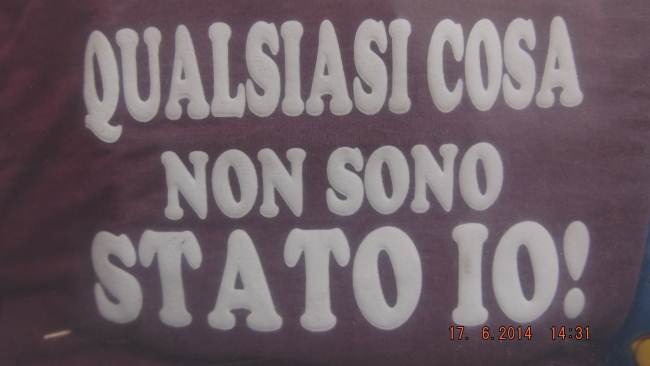 QUALSIASI COSA
NON SONO
STATO IO!
17. 6.2014 14:31